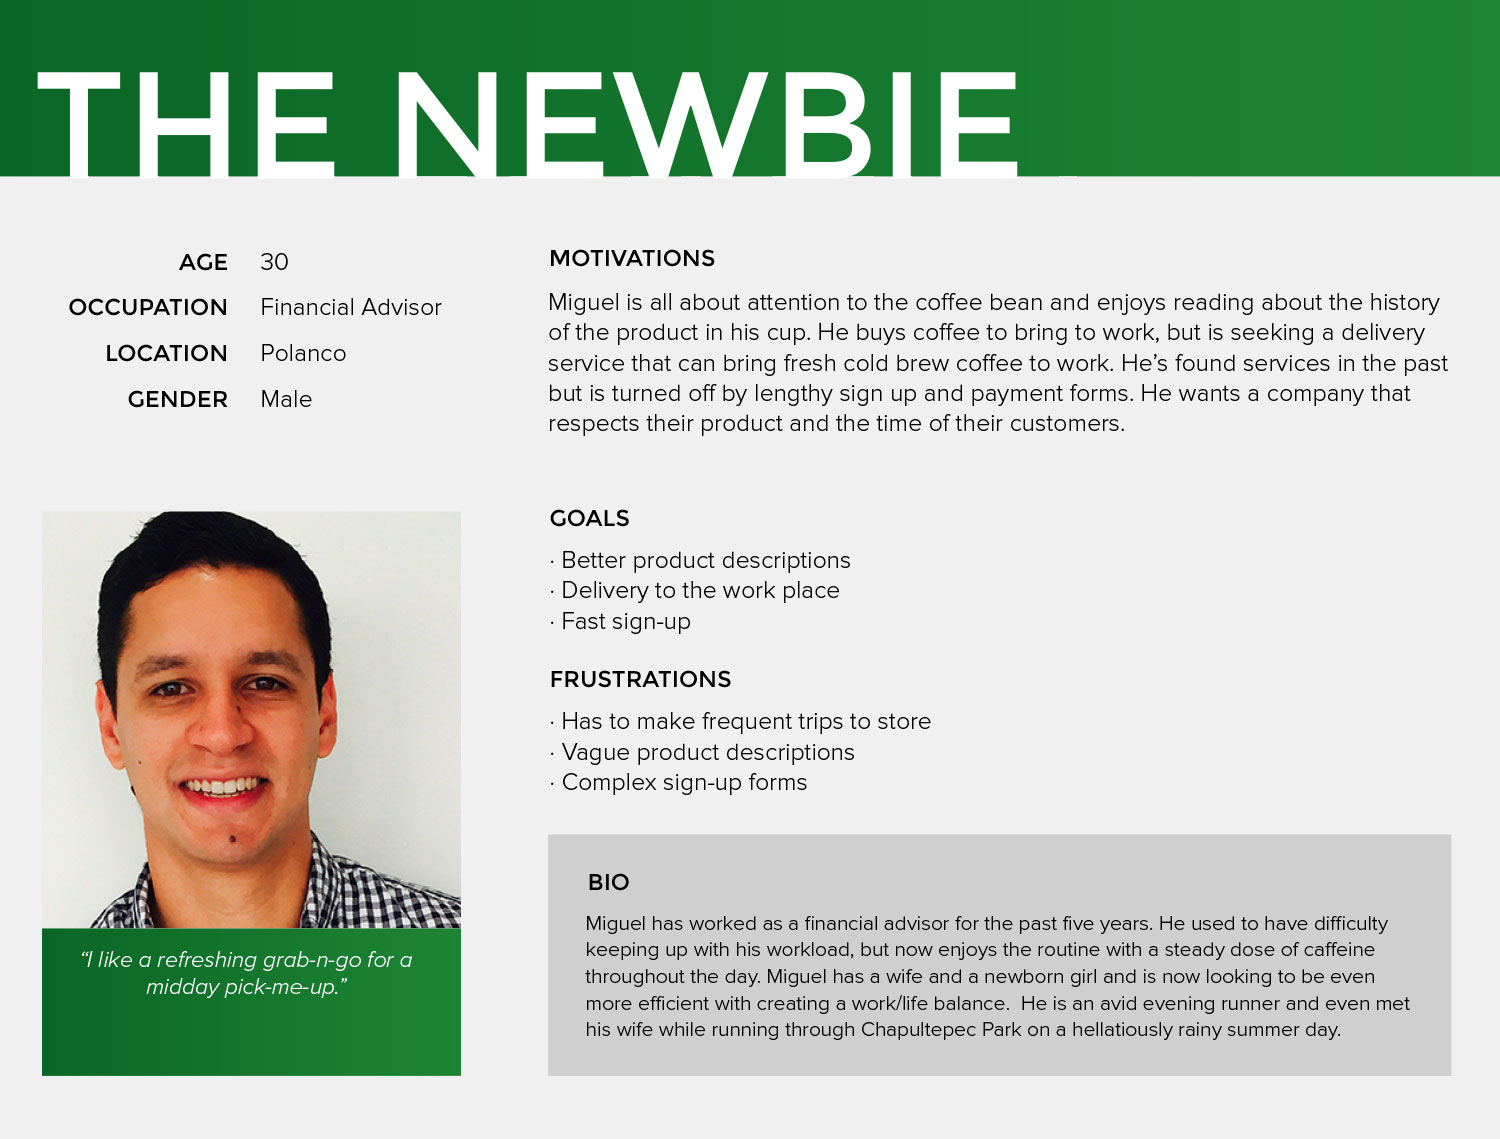 THE NEWBIE
AGE 30
OCCUPATION Financial Advisor
LOCATION Polanco
GENDER Male
“I like a refreshing grab-n-go for a
midday pick-me-up.”
MOTIVATIONS
Miguel is all about attention to the coffee bean and enjoys reading about the history
of the product in his cup. He buys coffee to bring to work, but is seeking a delivery
service that can bring fresh cold brew coffee to work. He’s found services in the past
but is turned off by lengthy sign up and payment forms. He wants a company that
respects their product and the time of their customers.
GOALS
· Better product descriptions
· Delivery to the work place
· Fast sign-up
FRUSTRATIONS
· Has to make frequent trips to store
· Vague product descriptions
· Complex sign-up forms
BIO
Miguel has worked as a financial advisor for the past five years. He used to have difficulty
keeping up with his workload, but now enjoys the routine with a steady dose of caffeine
throughout the day. Miguel has a wife and a newborn girl and is now looking to be even
more efficient with creating a work/life balance.  He is an avid evening runner and even met
his wife while running through Chapultepec Park on a hellatiously rainy summer day.